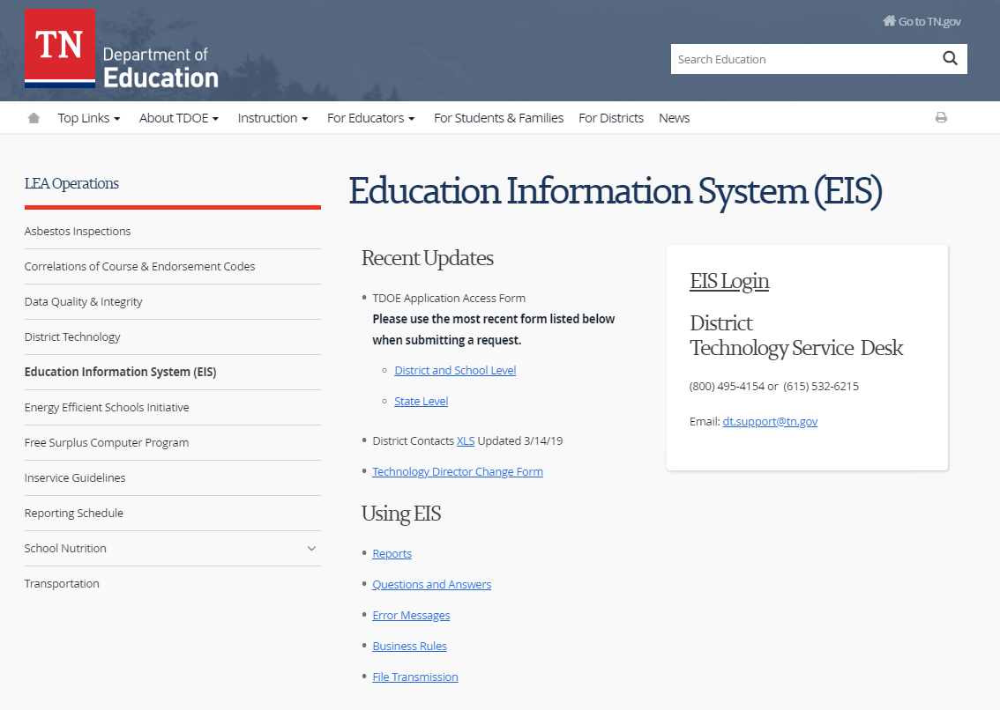 TN
Department of
Education
Go to TN.gov
Search Education
Top Links About TDOE Instruction For Educators For Students & Families For Districts News
LEA Operations
Asbestos Inspections
Correlations of Course & Endorsement Codes
Data Quality & Integrity
District Technology
Education Information System (EIS)
Energy Efficient Schools Initiative
Free Surplus Computer Program
Inservice Guidelines
Reporting Schedule
School Nutrition
Transportation
Education Information System (EIS)
Recent Updates
• TDOE Application Access Form
Please use the most recent form listed below
when submitting a request.
◦ District and School Level
◦ State Level
• District Contacts XLS Updated 3/14/19
• Technology Director Change Form
Using EIS
• Reports
• Questions and Answers
• Error Messages
• Business Rules
• File Transmission
EIS Login
District
Technology Service Desk
(800) 495-4154 or (615) 532-6215
Email: dt.support@tn.gov